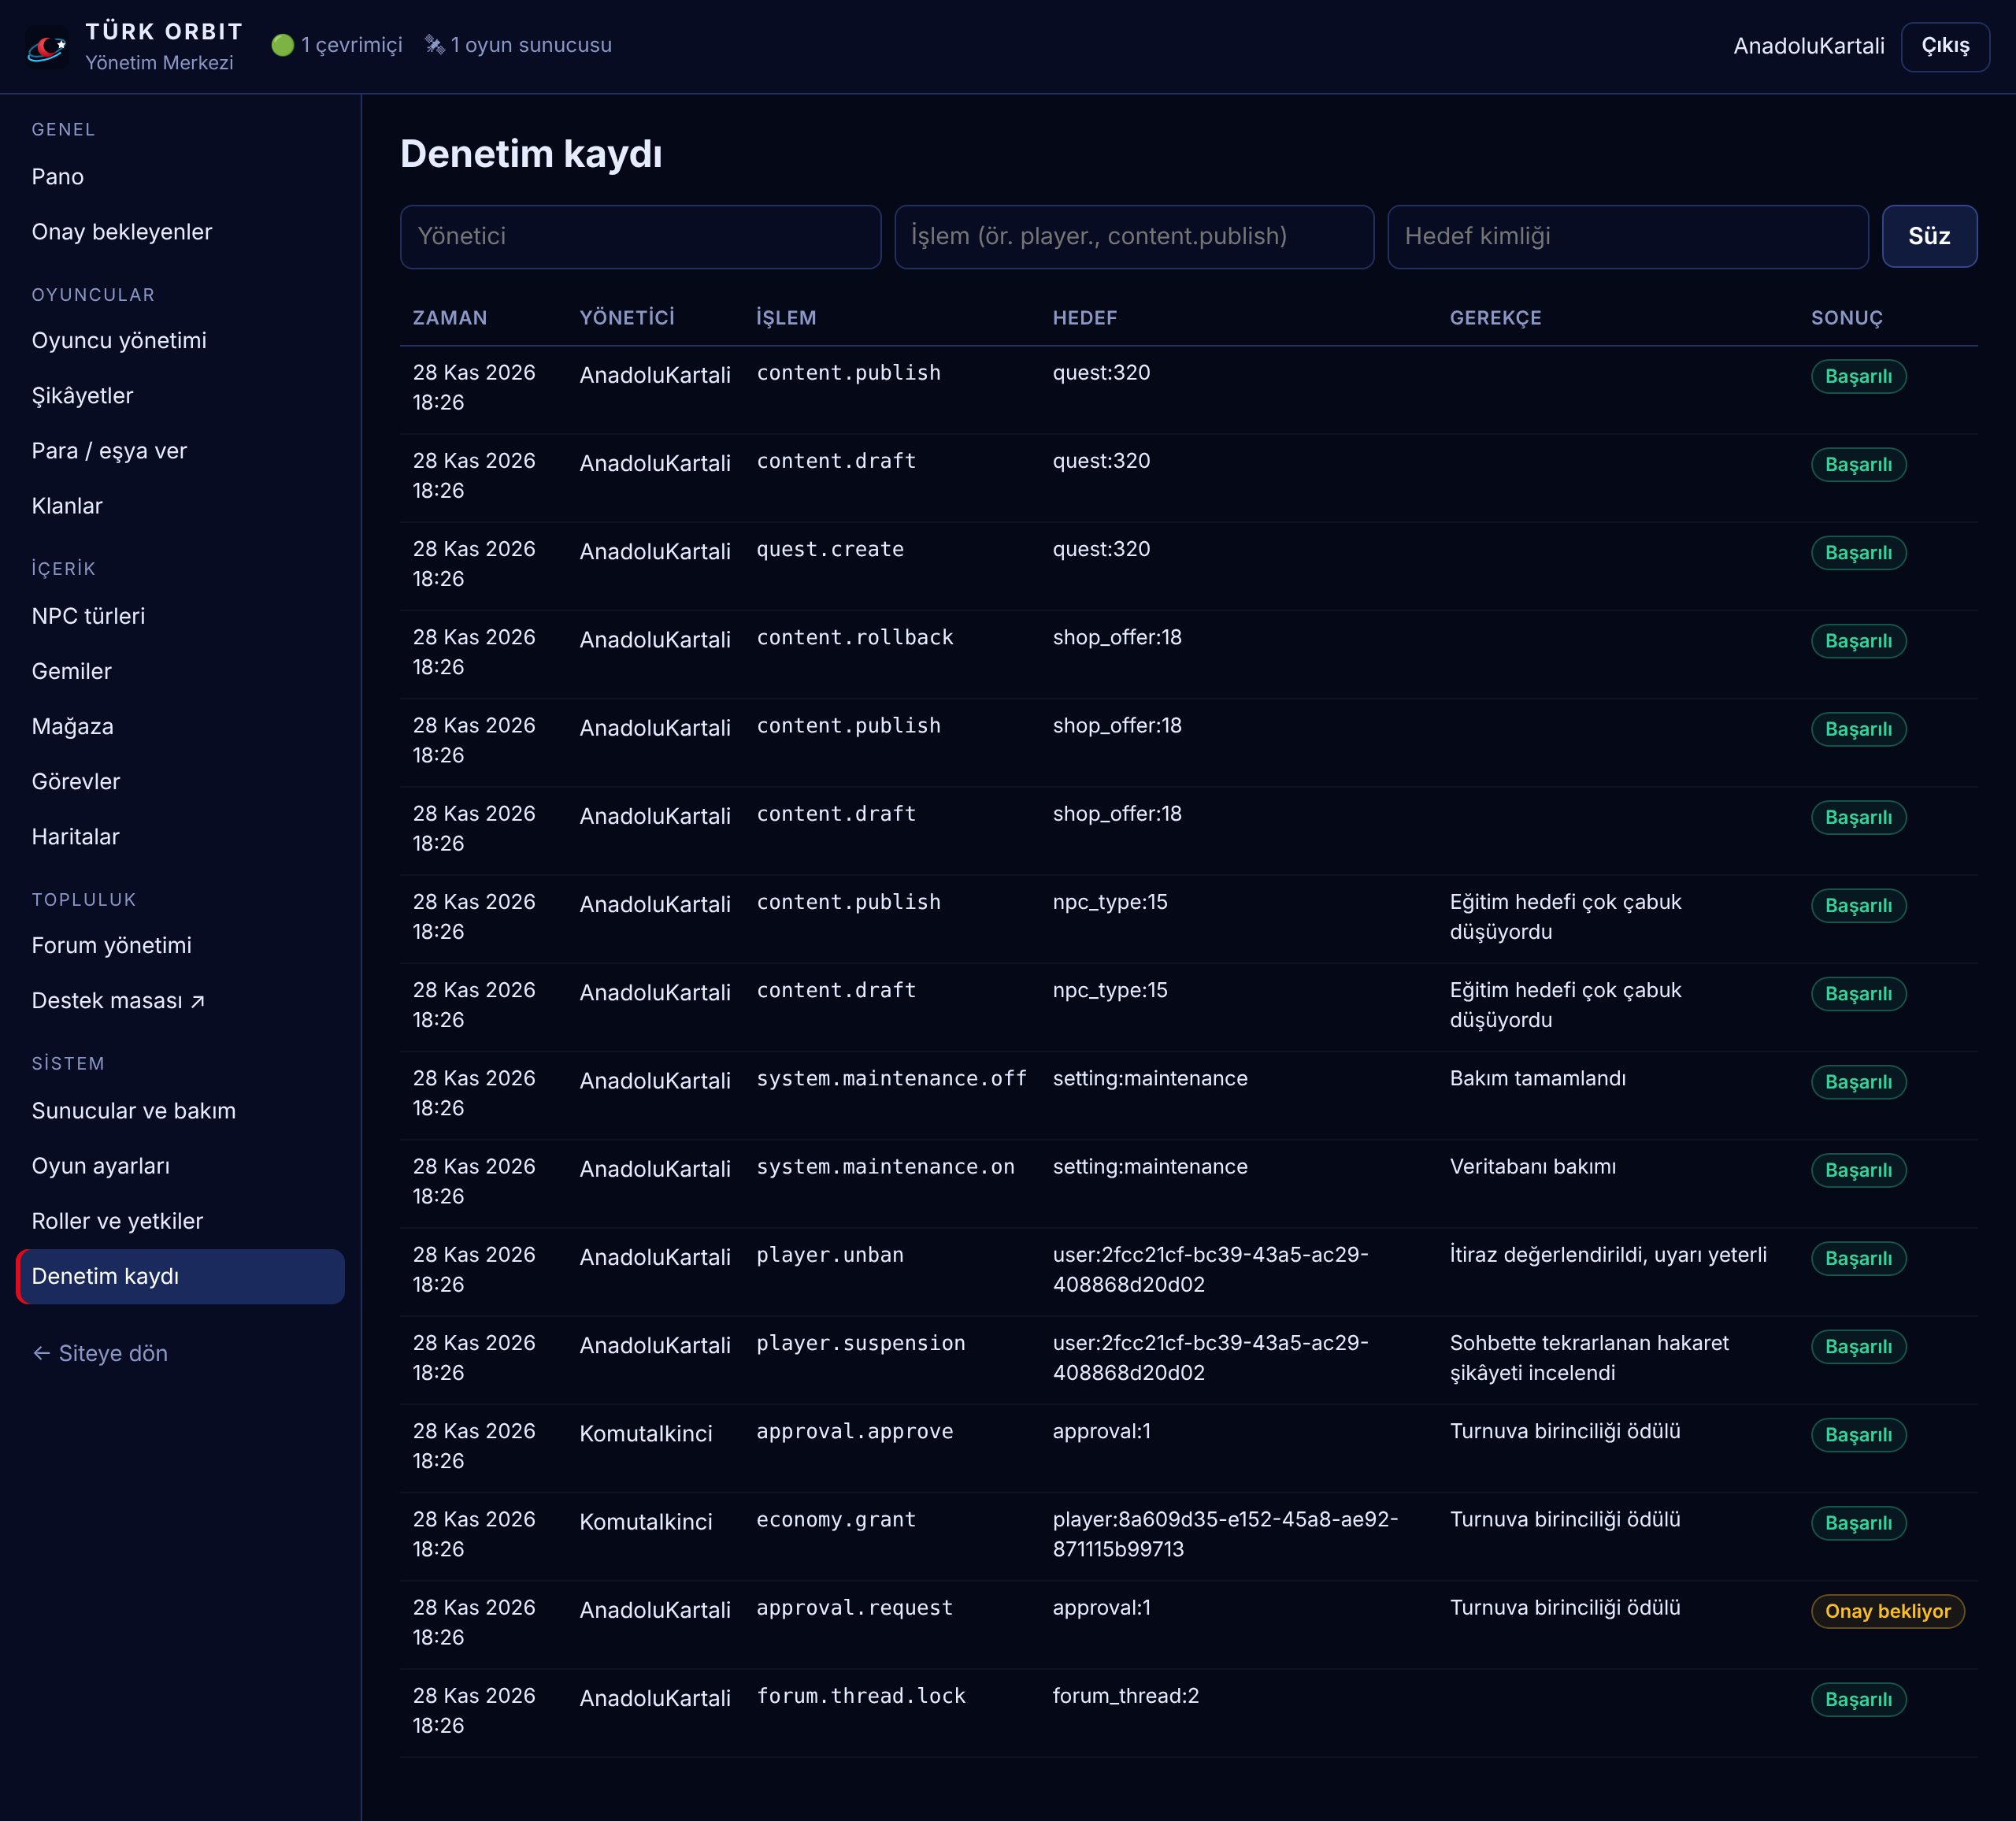 TÜRK ORBIT
Yönetim Merkezi
1 çevrimiçi
1 oyun sunucusu
AnadoluKartali
Çıkış
GENEL
Pano
Onay bekleyenler
OYUNCULAR
Oyuncu yönetimi
Şikâyetler
Para / eşya ver
Klanlar
İÇERİK
NPC türleri
Gemiler
Mağaza
Görevler
Haritalar
TOPLULUK
Forum yönetimi
Destek masası ↗
SİSTEM
Sunucular ve bakım
Oyun ayarları
Roller ve yetkiler
Denetim kaydı
← Siteye dön
Denetim kaydı
Yönetici
İşlem (ör. player., content.publish)
Hedef kimliği
Süz
ZAMAN YÖNETİCİ İŞLEM HEDEF GEREKÇE SONUÇ
28 Kas 2026 AnadoluKartali content.publish quest:320 Başarılı
18:26
28 Kas 2026 AnadoluKartali content.draft quest:320 Başarılı
18:26
28 Kas 2026 AnadoluKartali quest.create quest:320 Başarılı
18:26
28 Kas 2026 AnadoluKartali content.rollback shop_offer:18 Başarılı
18:26
28 Kas 2026 AnadoluKartali content.publish shop_offer:18 Başarılı
18:26
28 Kas 2026 AnadoluKartali content.draft shop_offer:18 Başarılı
18:26
28 Kas 2026 AnadoluKartali content.publish npc_type:15 Eğitim hedefi çok çabuk Başarılı
18:26 düşüyordu
28 Kas 2026 AnadoluKartali content.draft npc_type:15 Eğitim hedefi çok çabuk Başarılı
18:26 düşüyordu
28 Kas 2026 AnadoluKartali system.maintenance.off setting:maintenance Bakım tamamlandı Başarılı
18:26
28 Kas 2026 AnadoluKartali system.maintenance.on setting:maintenance Veritabanı bakımı Başarılı
18:26
28 Kas 2026 AnadoluKartali player.unban user:2fcc21cf-bc39-43a5-ac29- İtiraz değerlendirildi, uyarı yeterli Başarılı
18:26 408868d20d02
28 Kas 2026 AnadoluKartali player.suspension user:2fcc21cf-bc39-43a5-ac29- Sohbette tekrarlanan hakaret Başarılı
18:26 408868d20d02 şikâyeti incelendi
28 Kas 2026 KomutaIkinci approval.approve approval:1 Turnuva birinciliği ödülü Başarılı
18:26
28 Kas 2026 KomutaIkinci economy.grant player:8a609d35-e152-45a8-ae92- Turnuva birinciliği ödülü Başarılı
18:26 871115b99713
28 Kas 2026 AnadoluKartali approval.request approval:1 Turnuva birinciliği ödülü Onay bekliyor
18:26
28 Kas 2026 AnadoluKartali forum.thread.lock forum_thread:2 Başarılı
18:26